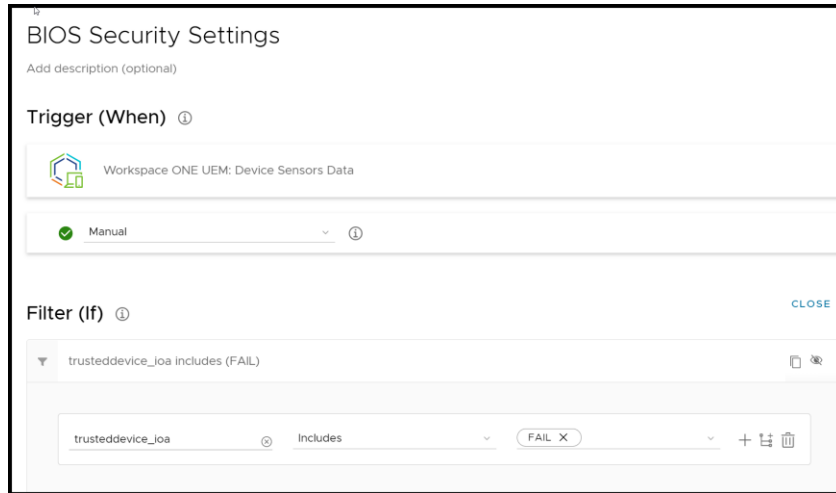 BIOS Security Settings
Add description (optional)
Trigger (When)
Workspace ONE UEM: Device Sensors Data
Manual
CLOSE
Filter (If)
trusteddevice_ioa includes (FAIL)
trusteddevice_ioa Includes FAIL